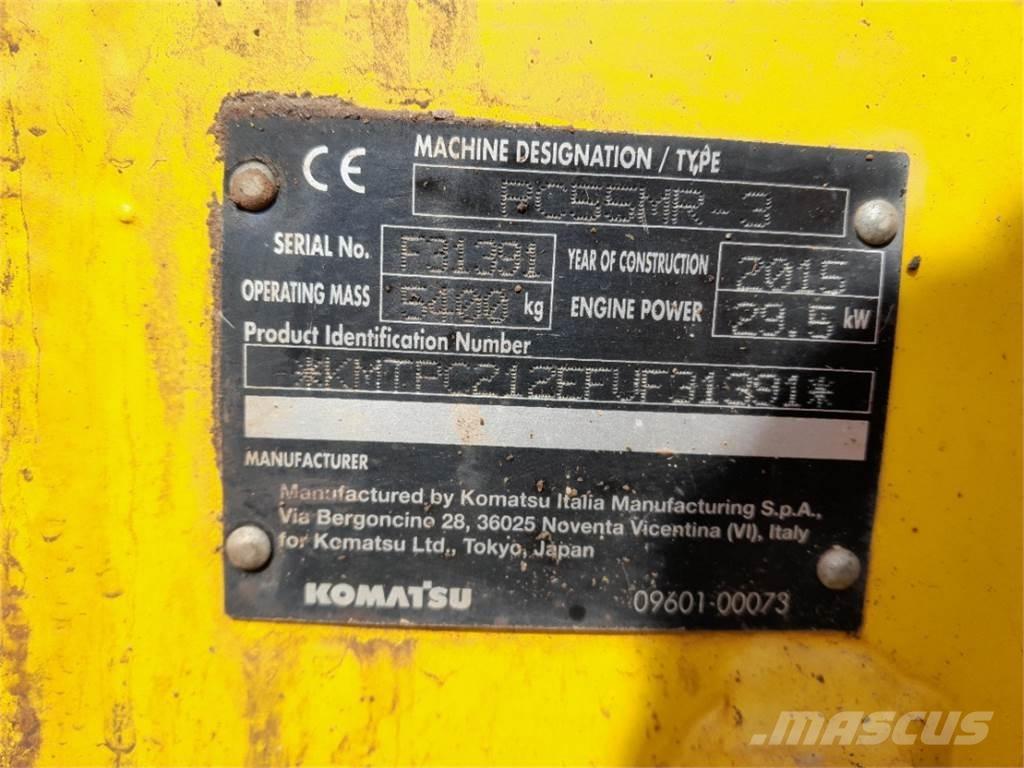 CE
MACHINE DESIGNATION / TYPE
PC55MR-3
SERIAL No. F31391 YEAR OF CONSTRUCTION 2015
OPERATING MASS 5400 kg ENGINE POWER 29.5 kW
Product Identification Number
*KMTPC212EFUF31391*
MANUFACTURER
Manufactured by Komatsu Italia Manufacturing S.p.A.,
Via Bergoncino 28, 36025 Noventa Vicentina (VI), Italy
for Komatsu Ltd., Tokyo, Japan
KOMATSU 09601-00073
MASCUS